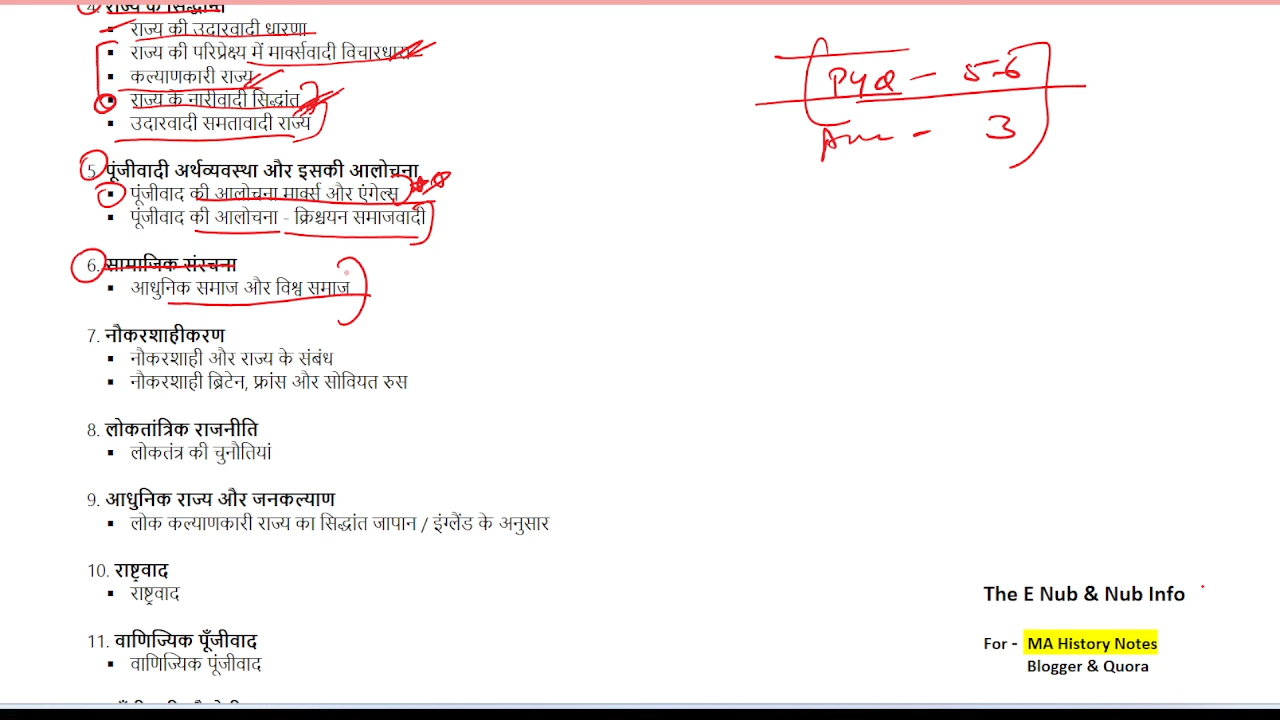 4. राज्य के सिद्धान्त
▪ राज्य की उदारवादी धारणा
▪ राज्य की परिप्रेक्ष्य में मार्क्सवादी विचारधारा
▪ कल्याणकारी राज्य
▪ राज्य के नारीवादी सिद्धांत
▪ उदारवादी समतावादी राज्य
PYQ - 5-6
Ans - 3
5. पूंजीवादी अर्थव्यवस्था और इसकी आलोचना
▪ पूंजीवाद की आलोचना मार्क्स और एंगेल्स
▪ पूंजीवाद की आलोचना - क्रिश्चयन समाजवादी
6. सामाजिक संरचना
▪ आधुनिक समाज और विश्व समाज
7. नौकरशाहीकरण
▪ नौकरशाही और राज्य के संबंध
▪ नौकरशाही ब्रिटेन, फ्रांस और सोवियत रुस
8. लोकतांत्रिक राजनीति
▪ लोकतंत्र की चुनौतियां
9. आधुनिक राज्य और जनकल्याण
▪ लोक कल्याणकारी राज्य का सिद्धांत जापान / इंग्लैंड के अनुसार
10. राष्ट्रवाद
▪ राष्ट्रवाद
The E Nub & Nub Info
11. वाणिज्यिक पूँजीवाद
▪ वाणिज्यिक पूंजीवाद
For - MA History Notes
Blogger & Quora